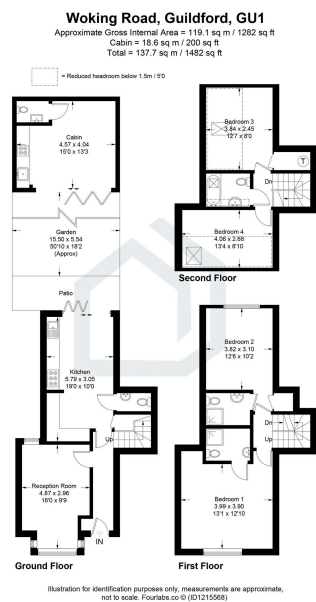 Woking Road, Guildford, GU1
Approximate Gross Internal Area = 119.1 sq m / 1282 sq ft
Cabin = 18.6 sq m / 200 sq ft
Total = 137.7 sq m / 1482 sq ft
= Reduced headroom below 1.5m / 5'0
Cabin
4.57 x 4.04
15'0 x 13'3
Garden
15.50 x 5.54
50'10 x 18'2
(Approx)
Patio
Kitchen
5.79 x 3.05
19'0 x 10'0
Up
Reception Room
4.87 x 2.96
16'0 x 9'9
IN
Ground Floor
Bedroom 3
3.84 x 2.45
12'7 x 8'0
T
Dn
Bedroom 4
4.06 x 2.68
13'4 x 8'10
Second Floor
Bedroom 2
3.82 x 3.10
12'6 x 10'2
Dn
Up
Bedroom 1
3.99 x 3.90
13'1 x 12'10
First Floor
Illustration for identification purposes only, measurements are approximate,
not to scale. Fourlabs.co © (ID1215568)